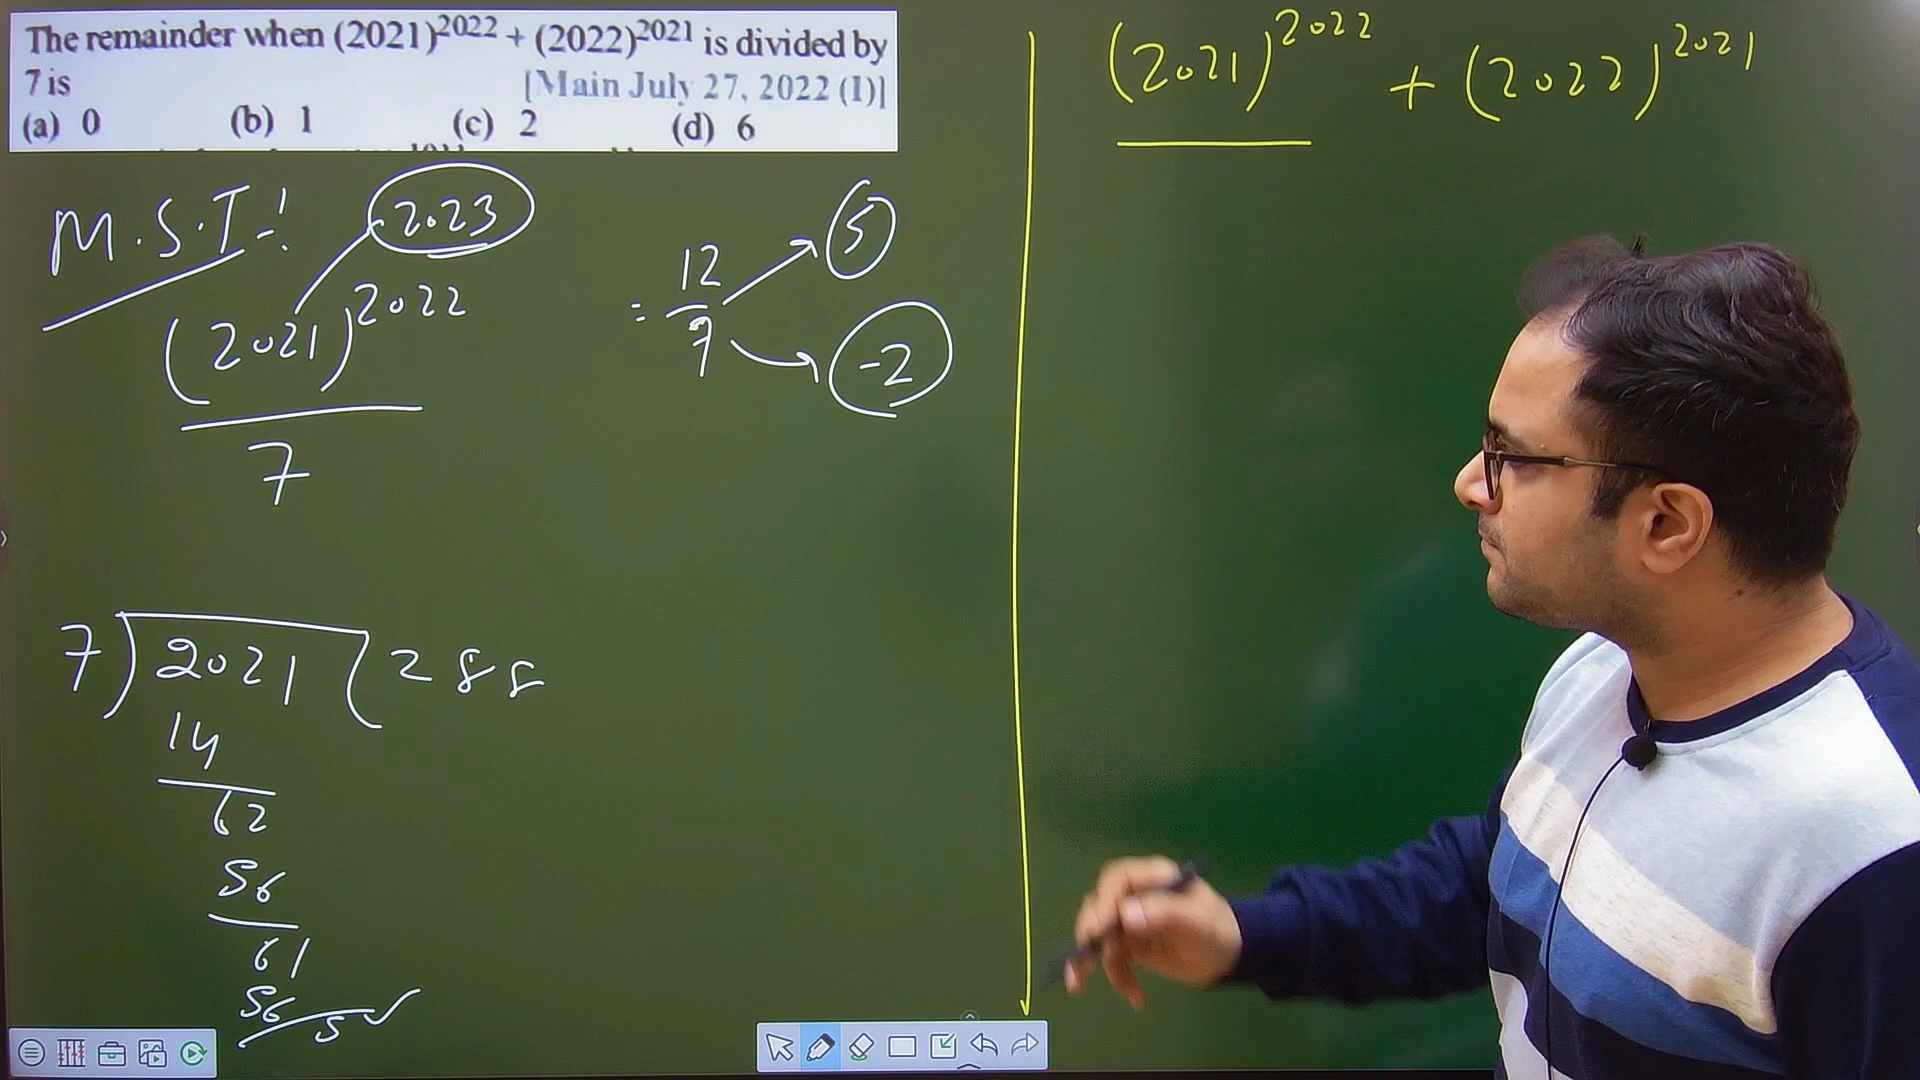 The remainder when (2021)^2022 + (2022)^2021 is divided by
7 is [Main July 27, 2022 (I)]
(a) 0 (b) 1 (c) 2 (d) 6
M.S.I-!
2023
(2021)^2022
7
= 12/7
5
-2
7) 2021 (288
14
62
56
61
56
5 ✓
(2021)^2022 + (2022)^2021